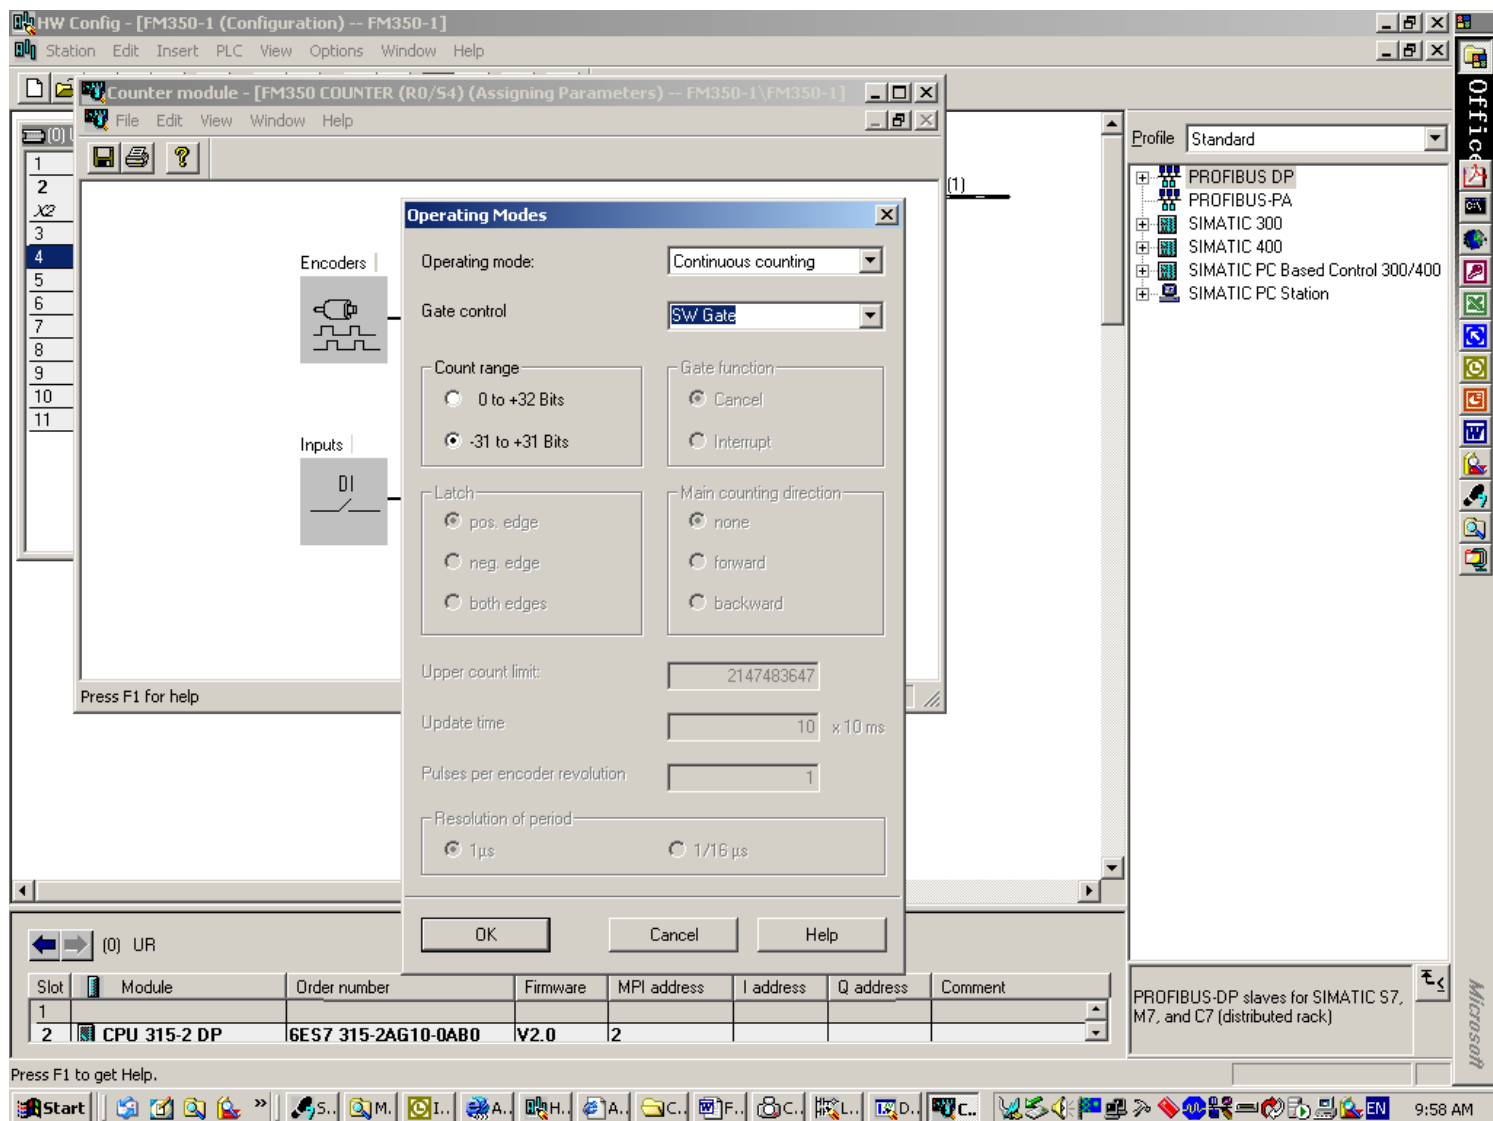 HW Config - [FM350-1 (Configuration) -- FM350-1]
Station Edit Insert PLC View Options Window Help
Counter module - [FM350 COUNTER (R0/S4) (Assigning Parameters) -- FM350-1\FM350-1]
File Edit View Window Help
Office
(0)
1
2
X2
3
4
5
6
7
8
9
10
11
(1)
Encoders
Inputs
DI
Press F1 for help
Operating Modes
Operating mode: Continuous counting
Gate control SW Gate
Count range
0 to +32 Bits
-31 to +31 Bits
Gate function
Cancel
Interrupt
Latch
pos. edge
neg. edge
both edges
Main counting direction
none
forward
backward
Upper count limit: 2147483647
Update time 10 x 10 ms
Pulses per encoder revolution 1
Resolution of period
1µs 1/16 µs
OK Cancel Help
Profile Standard
PROFIBUS DP
PROFIBUS-PA
SIMATIC 300
SIMATIC 400
SIMATIC PC Based Control 300/400
SIMATIC PC Station
PROFIBUS-DP slaves for SIMATIC S7,
M7, and C7 (distributed rack)
(0) UR
Slot Module Order number Firmware MPI address I address Q address Comment
1
2 CPU 315-2 DP 6ES7 315-2AG10-0AB0 V2.0 2
Press F1 to get Help.
Microsoft
Start » S.. M.. I.. A.. H.. A.. C.. F.. C.. L.. D.. C.. EN 9:58 AM